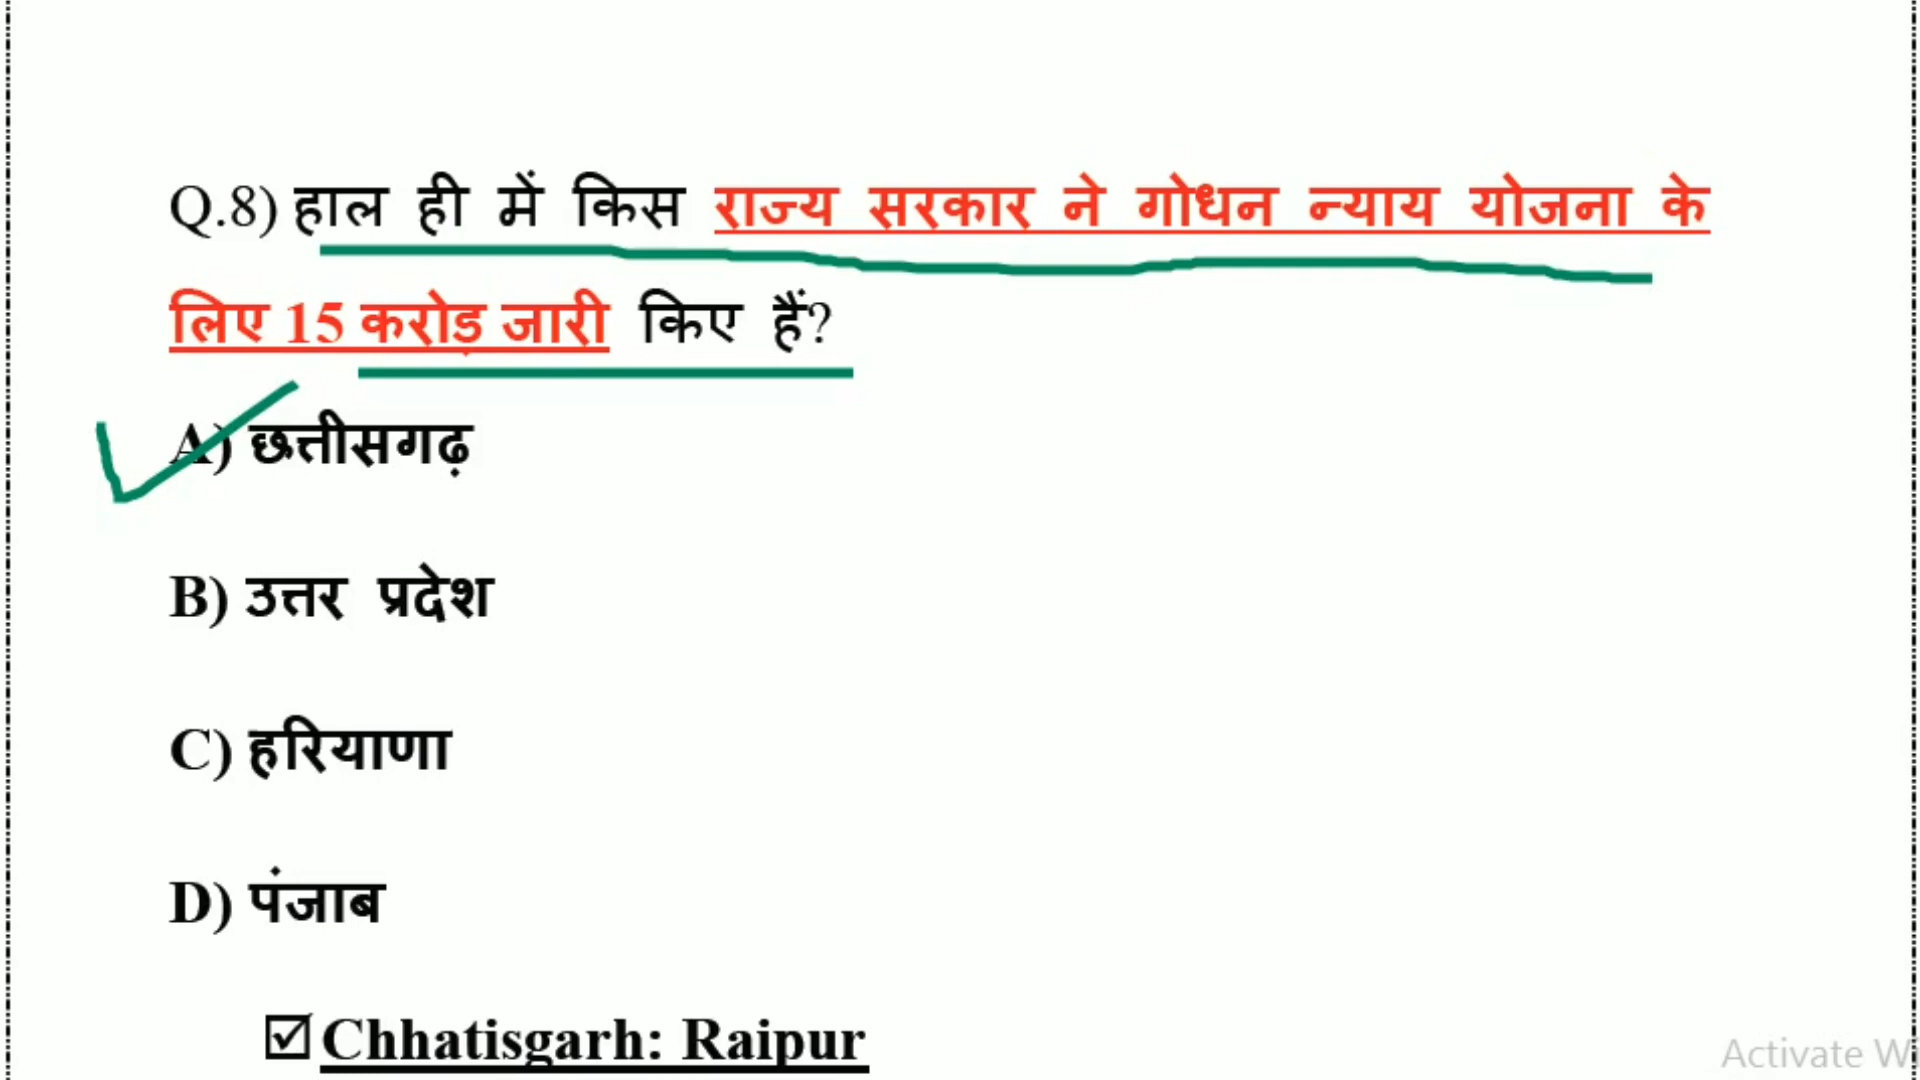 Q.8) हाल ही में किस राज्य सरकार ने गोधन न्याय योजना के
लिए 15 करोड़ जारी किए हैं?
A) छत्तीसगढ़
B) उत्तर प्रदेश
C) हरियाणा
D) पंजाब
☑ Chhatisgarh: Raipur
Activate W